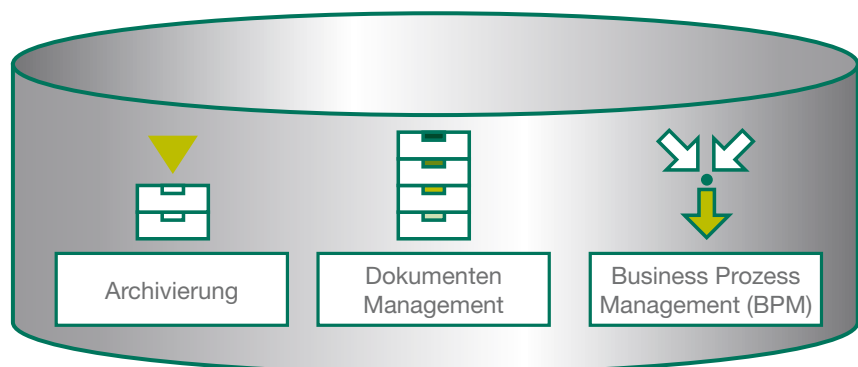 Archivierung
Dokumenten
Management
Business Prozess
Management (BPM)